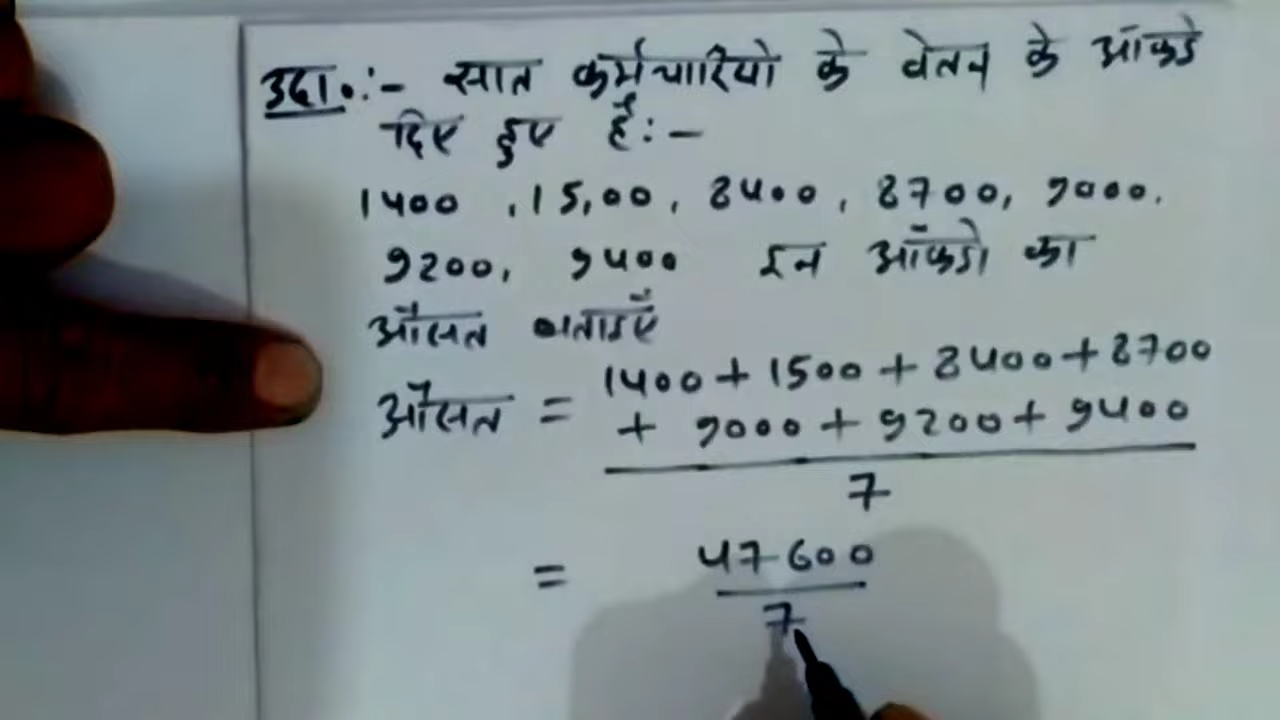 उदा०:- सात कर्मचारियो के वेतन के आंकडे
दिए हुए है:-
1400 , 15,00 , 8400 , 8700, 9000,
9200, 9400 इन आँकडो का
औसत बताइएँ
औसत = 1400 + 1500 + 8400 + 8700
+ 9000 + 9200 + 9400
7
= 47600
7